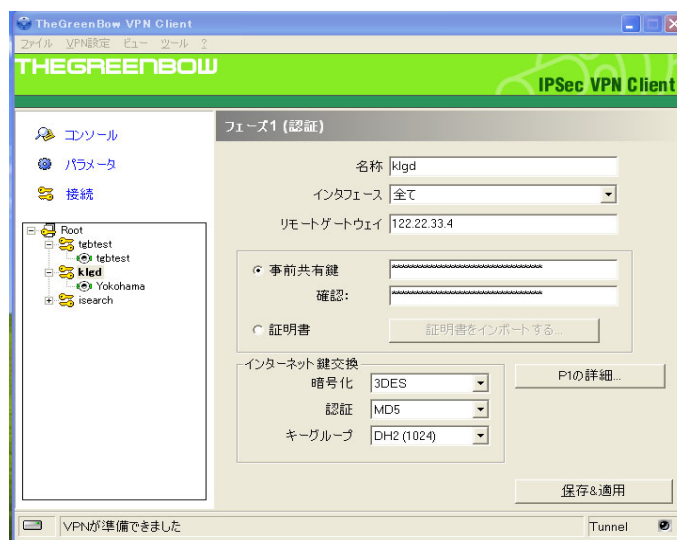 TheGreenBow VPN Client
ファイル VPN設定 ビュー ツール ?
THEGREENBOW
IPSec VPN Client
コンソール
パラメータ
接続
Root
tgbtest
tgbtest
klgd
Yokohama
isearch
フェーズ1 (認証)
名称 klgd
インタフェース 全て
リモートゲートウェイ 122.22.33.4
事前共有鍵
確認:
証明書 証明書をインポートする...
インターネット鍵交換
暗号化 3DES
認証 MD5
キーグループ DH2 (1024)
P1の詳細...
保存&適用
VPNが準備できました
Tunnel